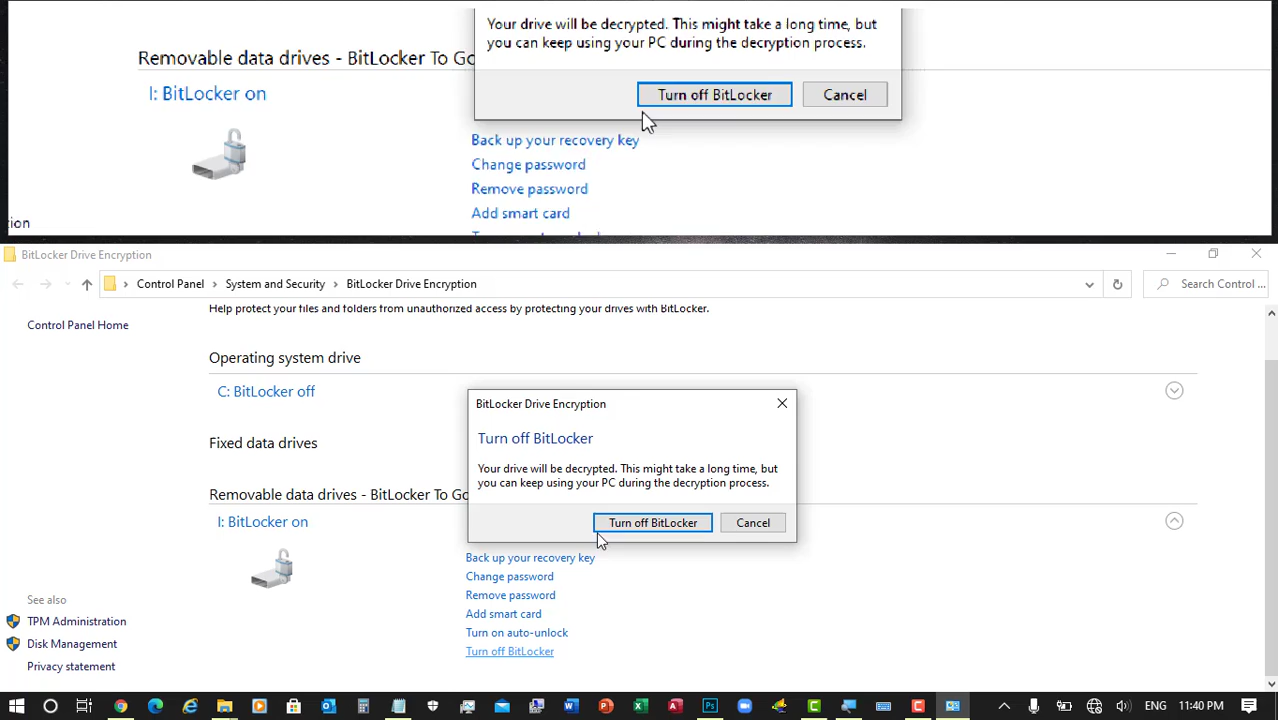 Your drive will be decrypted. This might take a long time, but
you can keep using your PC during the decryption process.
Removable data drives - BitLocker To Go
Turn off BitLocker
Cancel
I: BitLocker on
Back up your recovery key
Change password
Remove password
Add smart card
BitLocker Drive Encryption
Control Panel
System and Security
BitLocker Drive Encryption
Search Control ...
Help protect your files and folders from unauthorized access by protecting your drives with BitLocker.
Control Panel Home
Operating system drive
C: BitLocker off
BitLocker Drive Encryption
Turn off BitLocker
Fixed data drives
Your drive will be decrypted. This might take a long time, but
you can keep using your PC during the decryption process.
Removable data drives - BitLocker To Go
I: BitLocker on
Turn off BitLocker
Cancel
Back up your recovery key
Change password
Remove password
Add smart card
Turn on auto-unlock
Turn off BitLocker
See also
TPM Administration
Disk Management
Privacy statement
ENG
11:40 PM